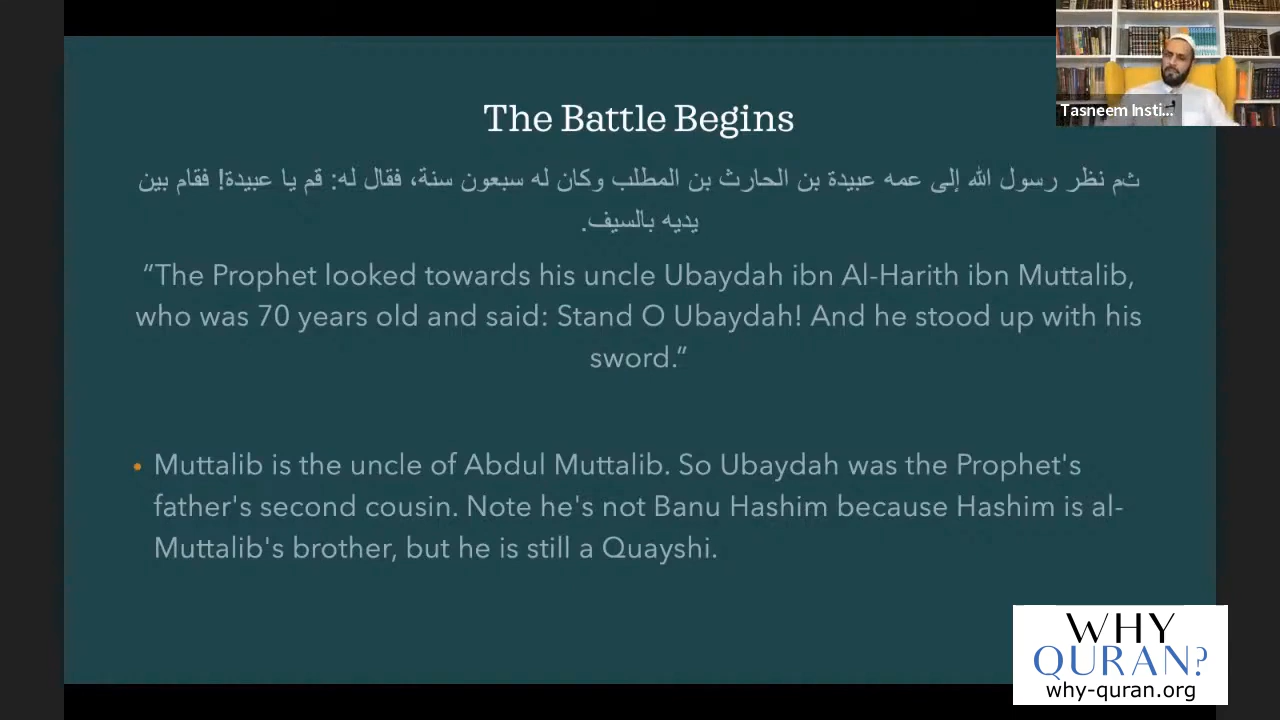 The Battle Begins
ثم نظر رسول الله إلى عمه عبيدة بن الحارث بن المطلب وكان له سبعون سنة، فقال له: قم يا عبيدة! فقام بين
يديه بالسيف.
“The Prophet looked towards his uncle Ubaydah ibn Al-Harith ibn Muttalib,
who was 70 years old and said: Stand O Ubaydah! And he stood up with his
sword.”
• Muttalib is the uncle of Abdul Muttalib. So Ubaydah was the Prophet's
father's second cousin. Note he's not Banu Hashim because Hashim is al-
Muttalib's brother, but he is still a Quayshi.
Tasneem Insti...
WHY
QURAN?
why-quran.org